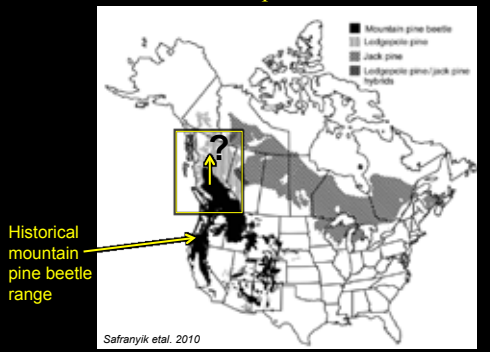 Mountain pine beetle
Lodgepole pine
Jack pine
Lodgepole pine/jack pine
hybrids
?
Historical
mountain
pine beetle
range
Safranyik etal. 2010